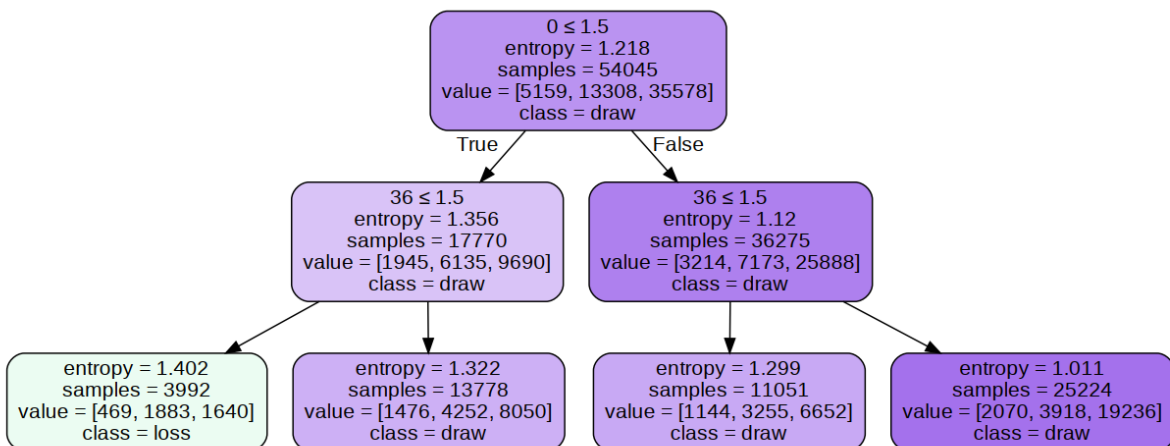 0 ≤ 1.5
entropy = 1.218
samples = 54045
value = [5159, 13308, 35578]
class = draw
True
False
36 ≤ 1.5
entropy = 1.356
samples = 17770
value = [1945, 6135, 9690]
class = draw
36 ≤ 1.5
entropy = 1.12
samples = 36275
value = [3214, 7173, 25888]
class = draw
entropy = 1.402
samples = 3992
value = [469, 1883, 1640]
class = loss
entropy = 1.322
samples = 13778
value = [1476, 4252, 8050]
class = draw
entropy = 1.299
samples = 11051
value = [1144, 3255, 6652]
class = draw
entropy = 1.011
samples = 25224
value = [2070, 3918, 19236]
class = draw